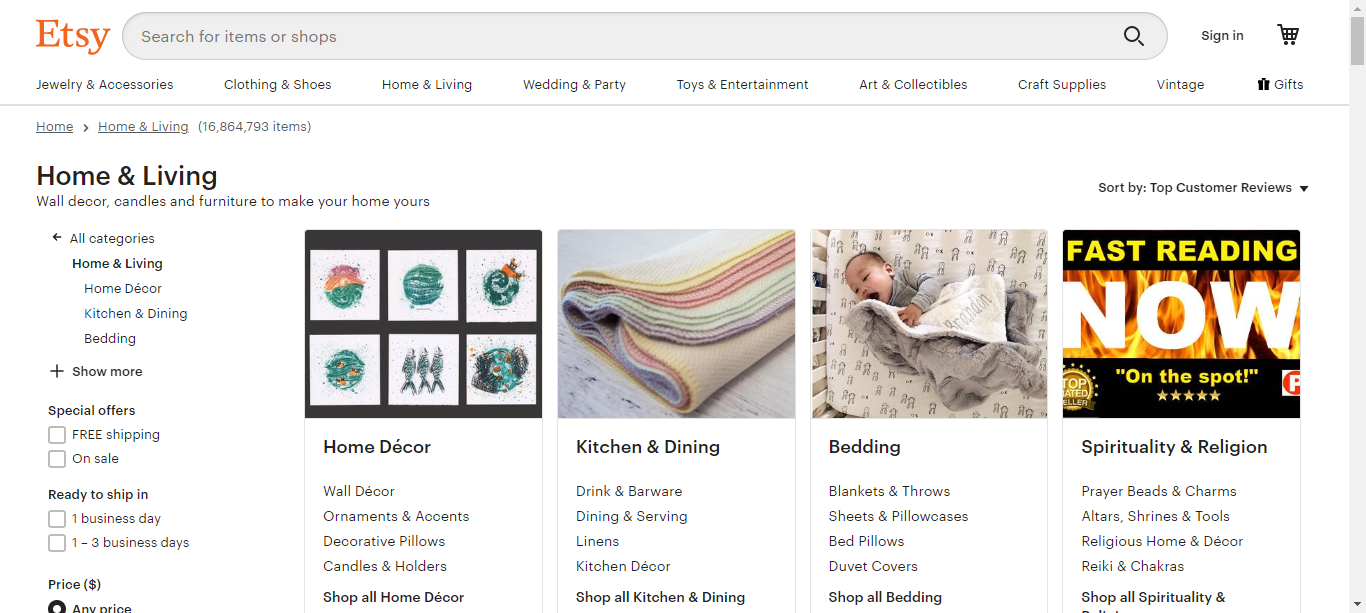 Etsy
Search for items or shops
Sign in
Jewelry & Accessories
Clothing & Shoes
Home & Living
Wedding & Party
Toys & Entertainment
Art & Collectibles
Craft Supplies
Vintage
Gifts
Home
Home & Living
(16,864,793 items)
Home & Living
Wall decor, candles and furniture to make your home yours
Sort by: Top Customer Reviews
All categories
Home & Living
Home Décor
Kitchen & Dining
Bedding
Show more
Special offers
FREE shipping
On sale
Ready to ship in
1 business day
1 – 3 business days
Price ($)
Any price
Home Décor
Wall Décor
Ornaments & Accents
Decorative Pillows
Candles & Holders
Shop all Home Décor
Kitchen & Dining
Drink & Barware
Dining & Serving
Linens
Kitchen Décor
Shop all Kitchen & Dining
Brandin
Bedding
Blankets & Throws
Sheets & Pillowcases
Bed Pillows
Duvet Covers
Shop all Bedding
FAST READING
NOW
"On the spot!"
TOP
Spirituality & Religion
Prayer Beads & Charms
Altars, Shrines & Tools
Religious Home & Décor
Reiki & Chakras
Shop all Spirituality &